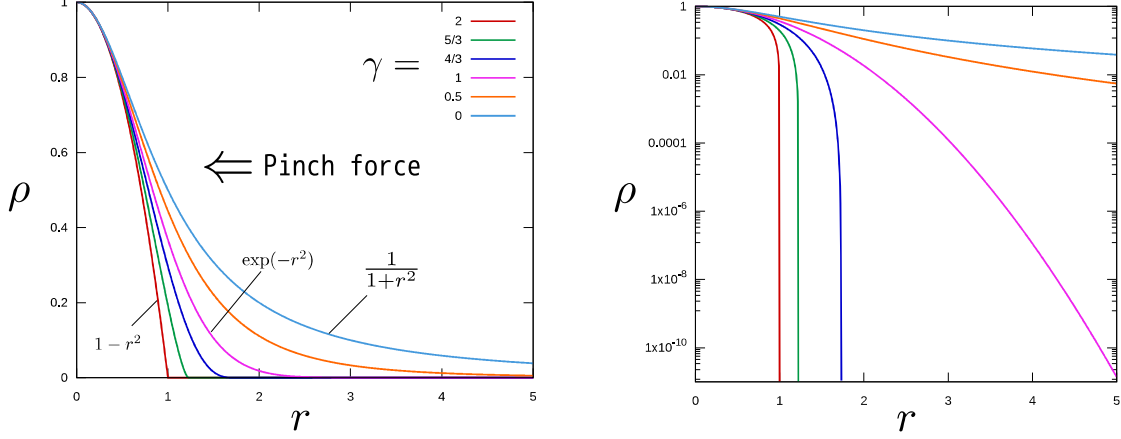 1
0.8
0.6
0.4
0.2
0
0 1 2 3 4 5
ρ
r
γ =
2
5/3
4/3
1
0.5
0
⇐ Pinch force
exp(−r²)
1/(1+r²)
1−r²
1
0.01
0.0001
1x10⁻⁶
1x10⁻⁸
1x10⁻¹⁰
0 1 2 3 4 5
ρ
r